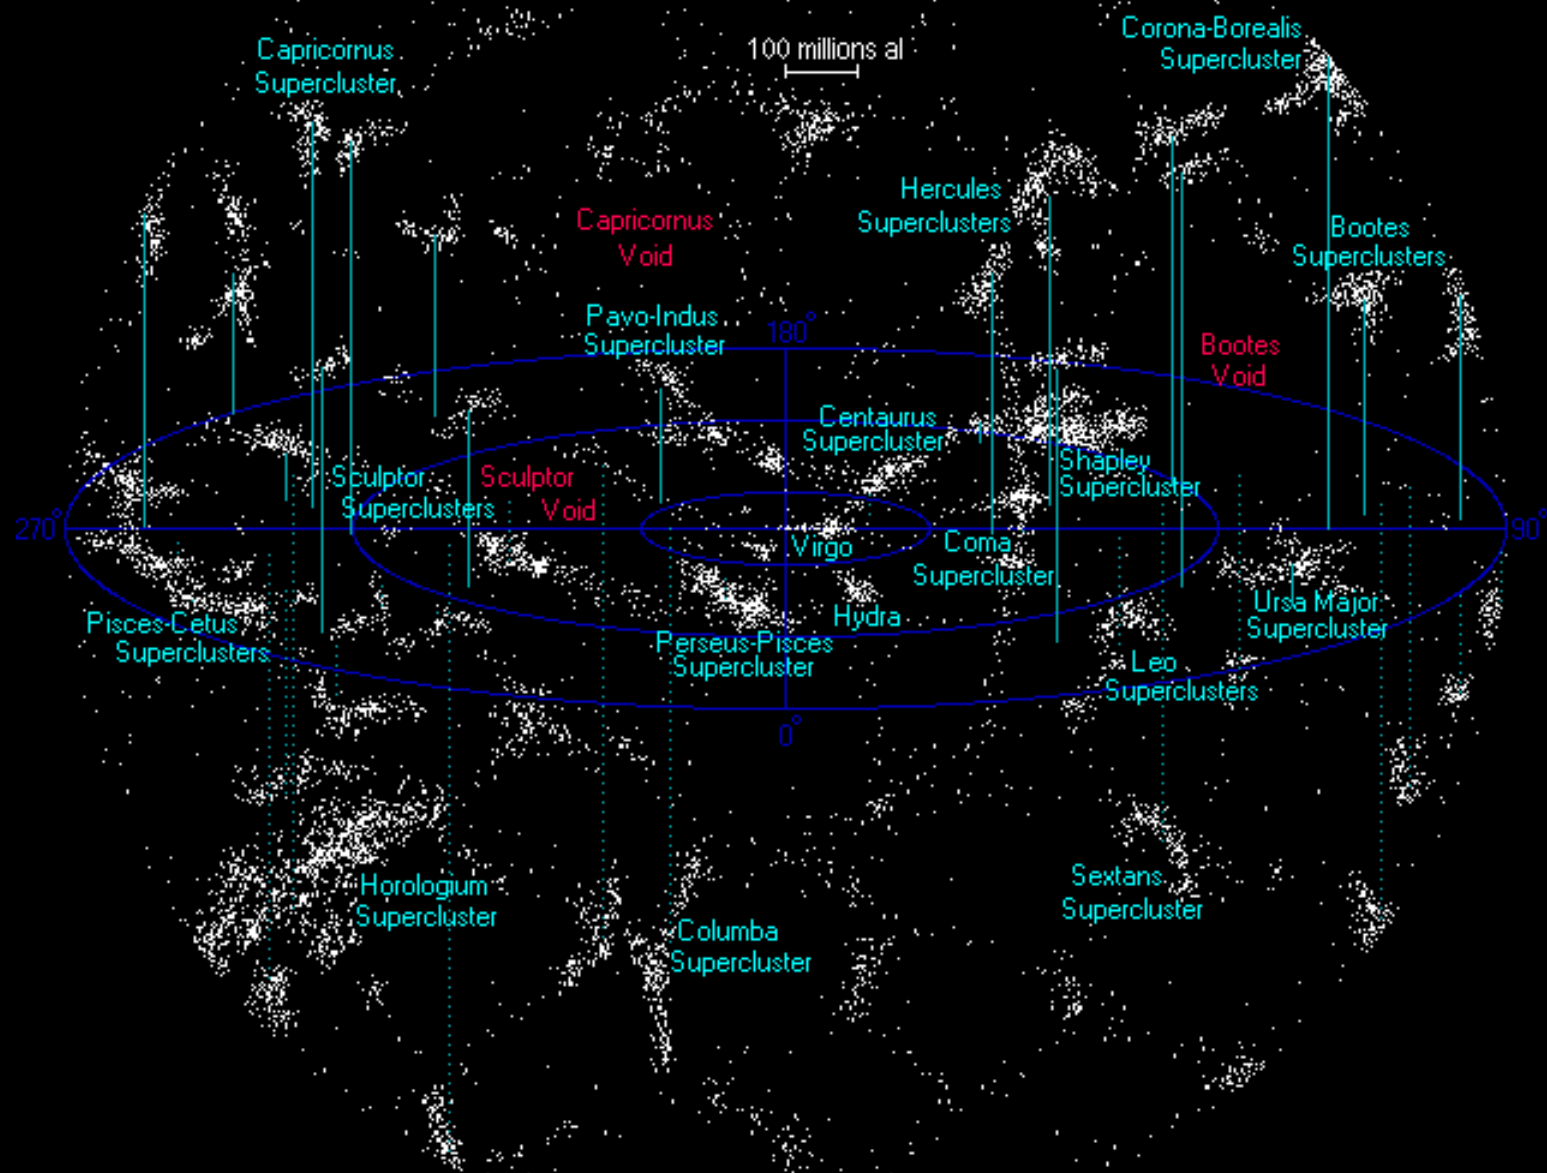 Corona-Borealis
Supercluster
Capricornus
Supercluster
100 millions al
Hercules
Superclusters
Capricornus
Void
Bootes
Superclusters
Pavo-Indus
Supercluster
180°
Bootes
Void
Centaurus
Supercluster
Shapley
Supercluster
Sculptor
Superclusters
Sculptor
Void
270°
90°
Virgo
Coma
Supercluster
Ursa Major
Supercluster
Hydra
Pisces-Cetus
Superclusters
Perseus-Pisces
Supercluster
Leo
Superclusters
0°
Horologium
Supercluster
Sextans
Supercluster
Columba
Supercluster